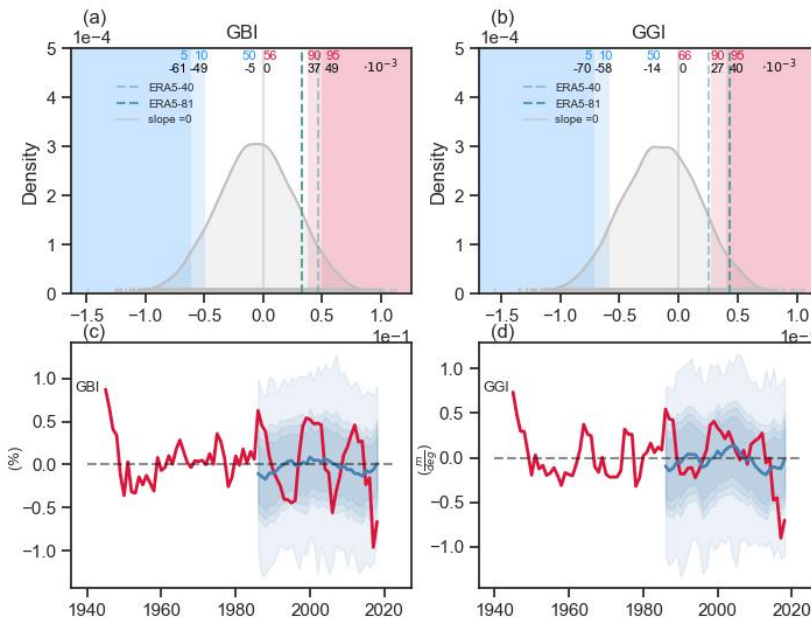 (a) GBI
5e−4
5 10 50 56 90 95
-61 -49 -5 0 37 49 ·10⁻³
ERA5-40
ERA5-81
slope =0
Density
5
4
3
2
1
0
−1.5 −1.0 −0.5 0.0 0.5 1.0
1e−1
(b) GGI
5e−4
5 10 50 66 90 95
-70 -58 -14 0 27 40 ·10⁻³
ERA5-40
ERA5-81
slope =0
Density
5
4
3
2
1
0
−1.5 −1.0 −0.5 0.0 0.5 1.0
(c)
GBI
(%)
1.0
0.5
0.0
−0.5
−1.0
1940 1960 1980 2000 2020
(d)
GGI
(m/deg)
1.0
0.5
0.0
−0.5
−1.0
1940 1960 1980 2000 2020